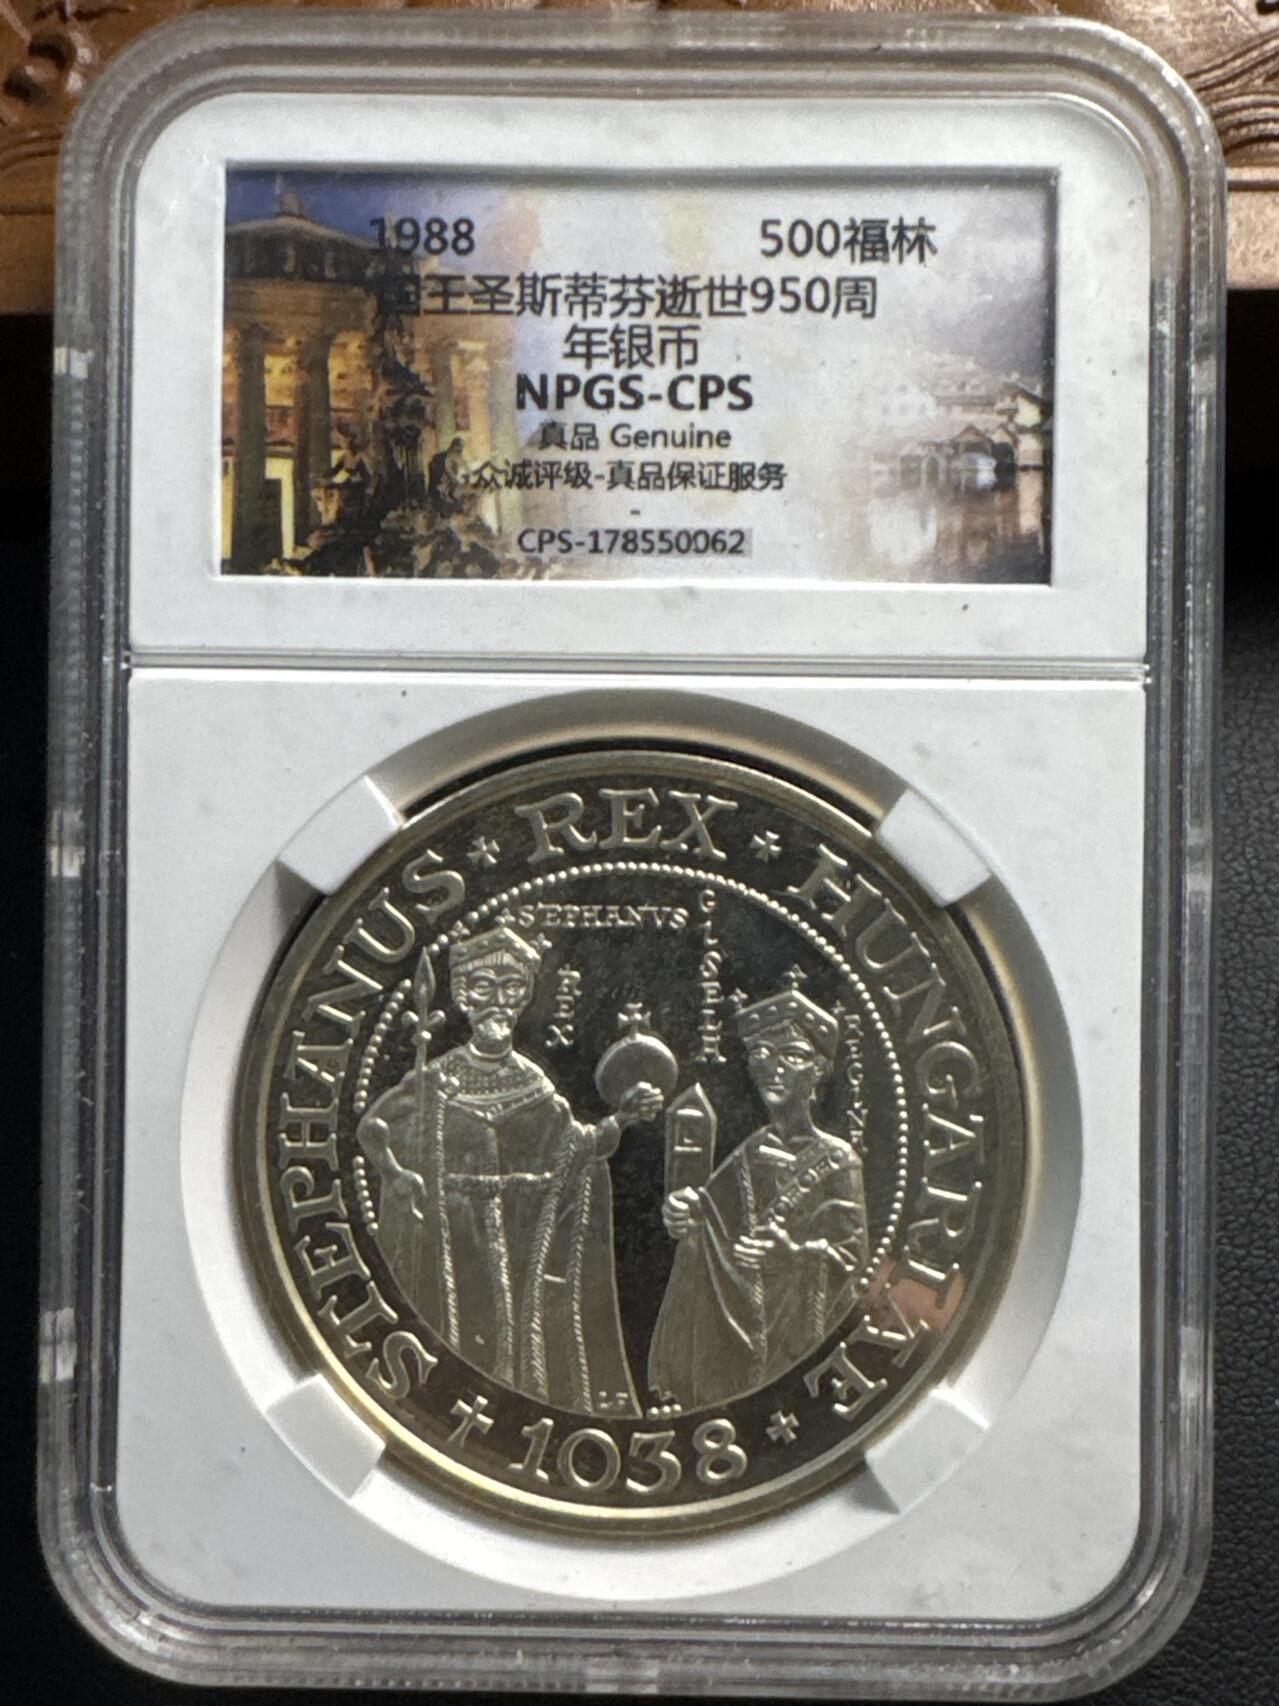 1988 500福林
国王圣斯蒂芬逝世950周
年银币
NPGS-CPS
真品 Genuine
众诚评级-真品保证服务
-
CPS-178550062
STEPHANUS REX HUNGARIAE
1038
REX
GISELA